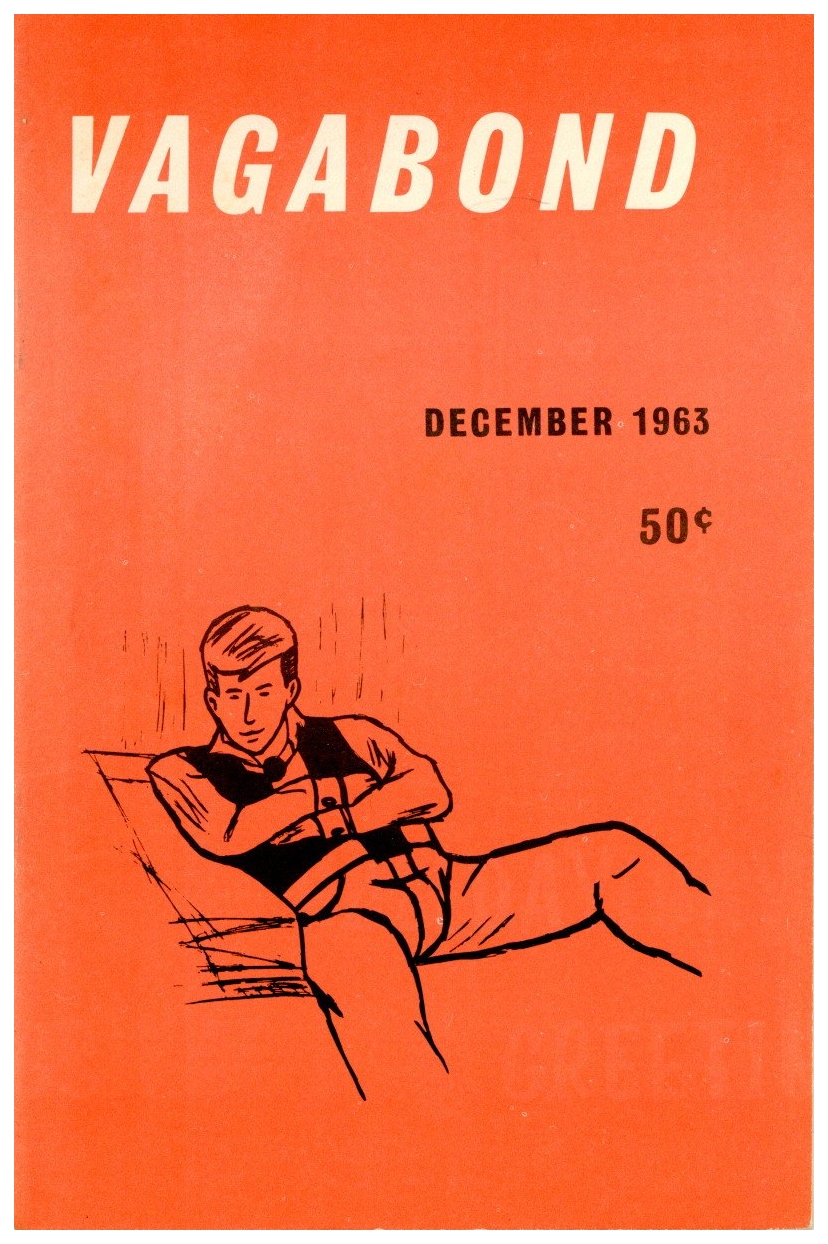 VAGABOND
DECEMBER 1963
50¢